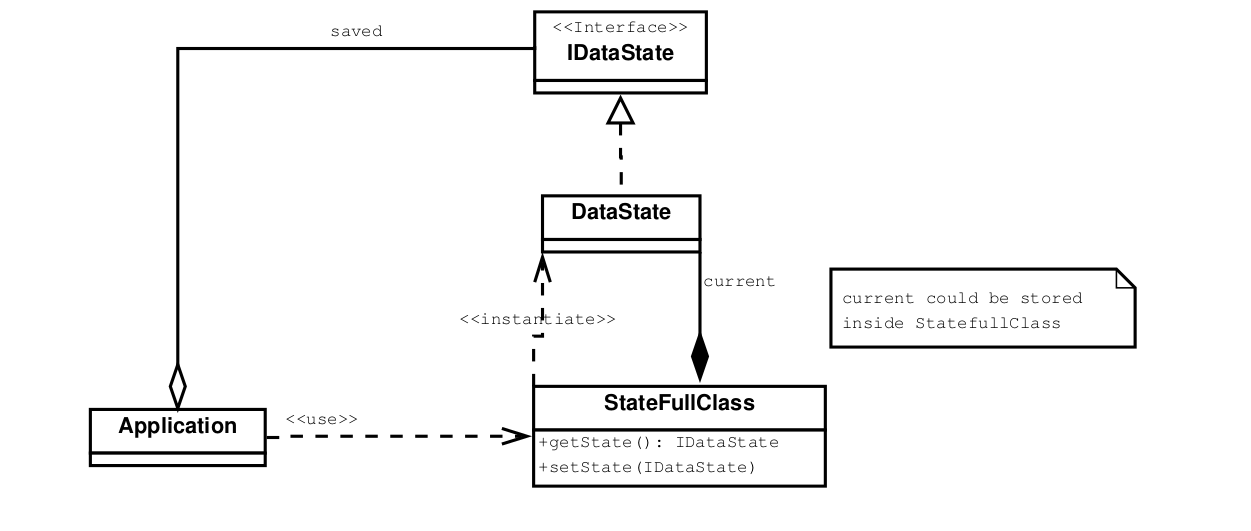 saved
<<Interface>>
IDataState
DataState
current
<<instantiate>>
current could be stored
inside StatefullClass
StateFullClass
Application
<<use>>
+getState(): IDataState
+setState(IDataState)